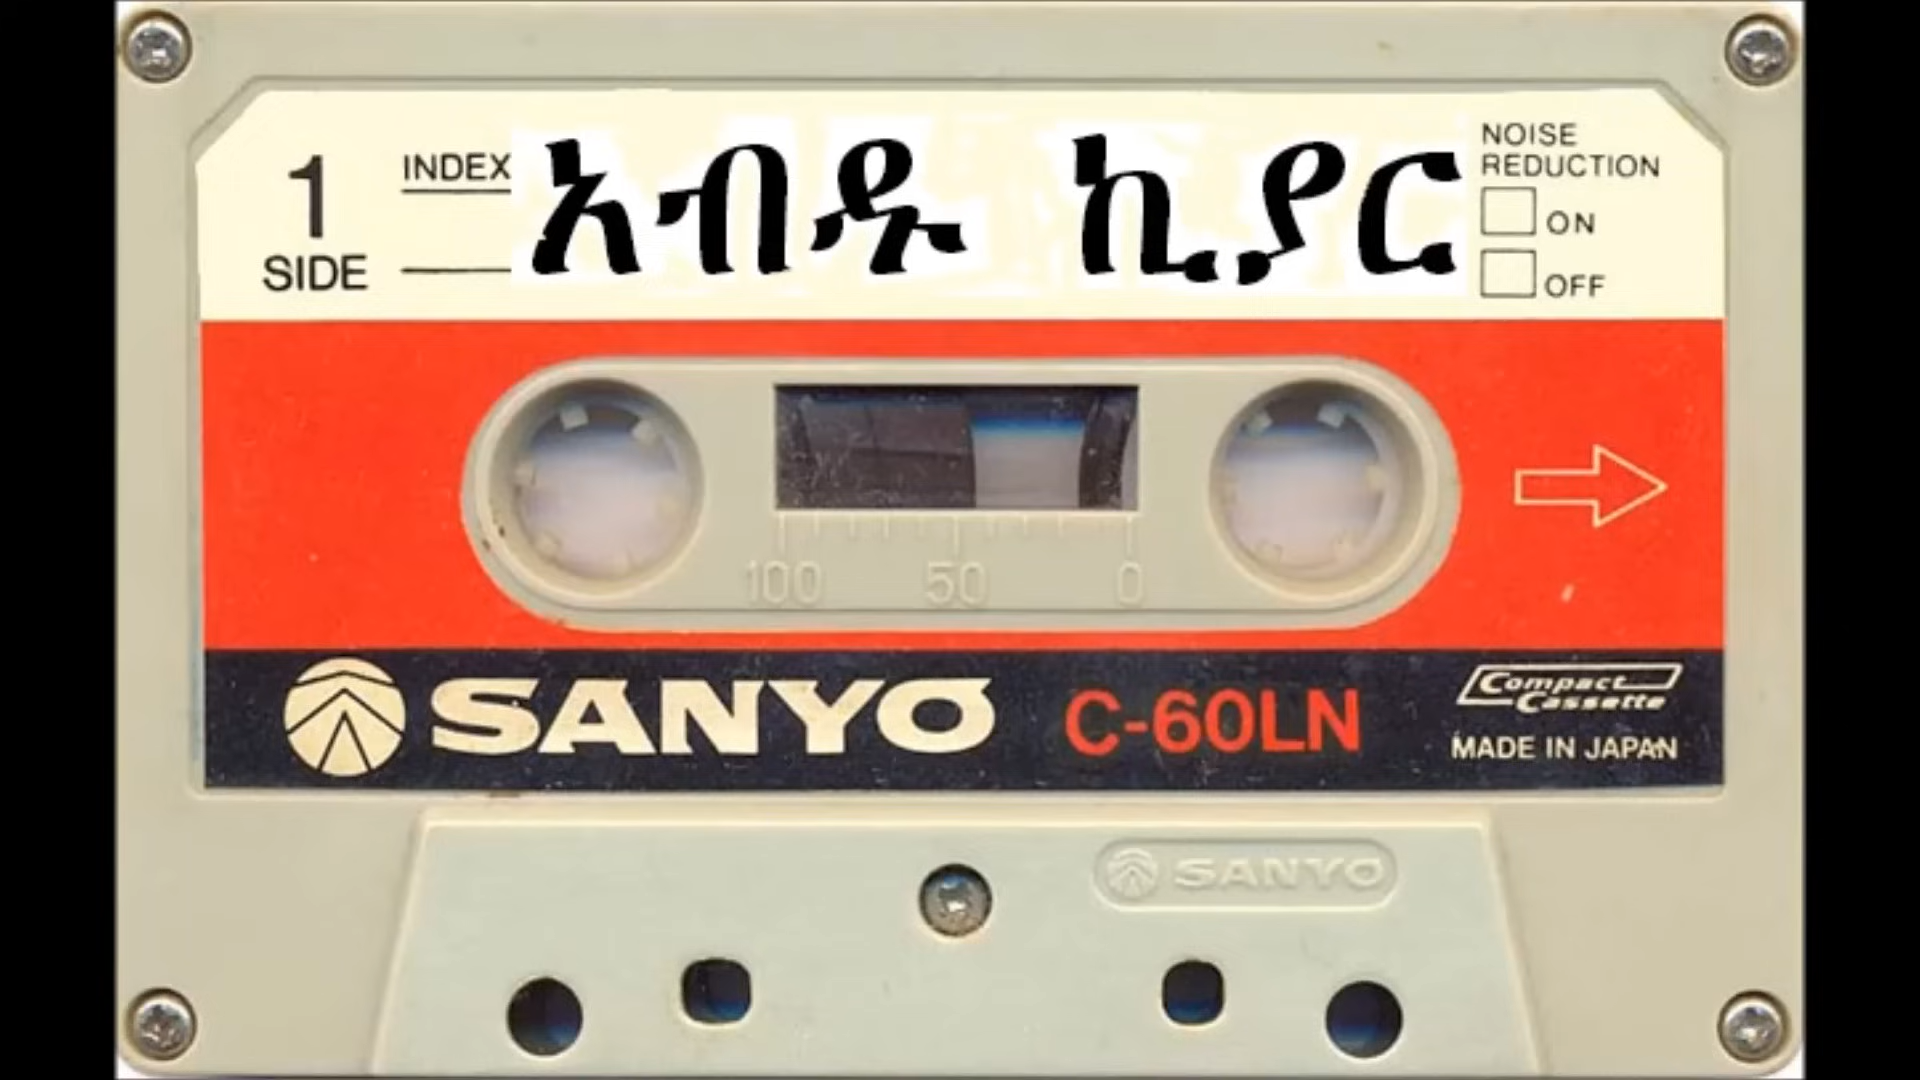 1
SIDE
INDEX
አብዱ ኪያር
NOISE
REDUCTION
ON
OFF
100 50 0
SANYO
C-60LN
Compact
Cassette
MADE IN JAPAN
SANYO